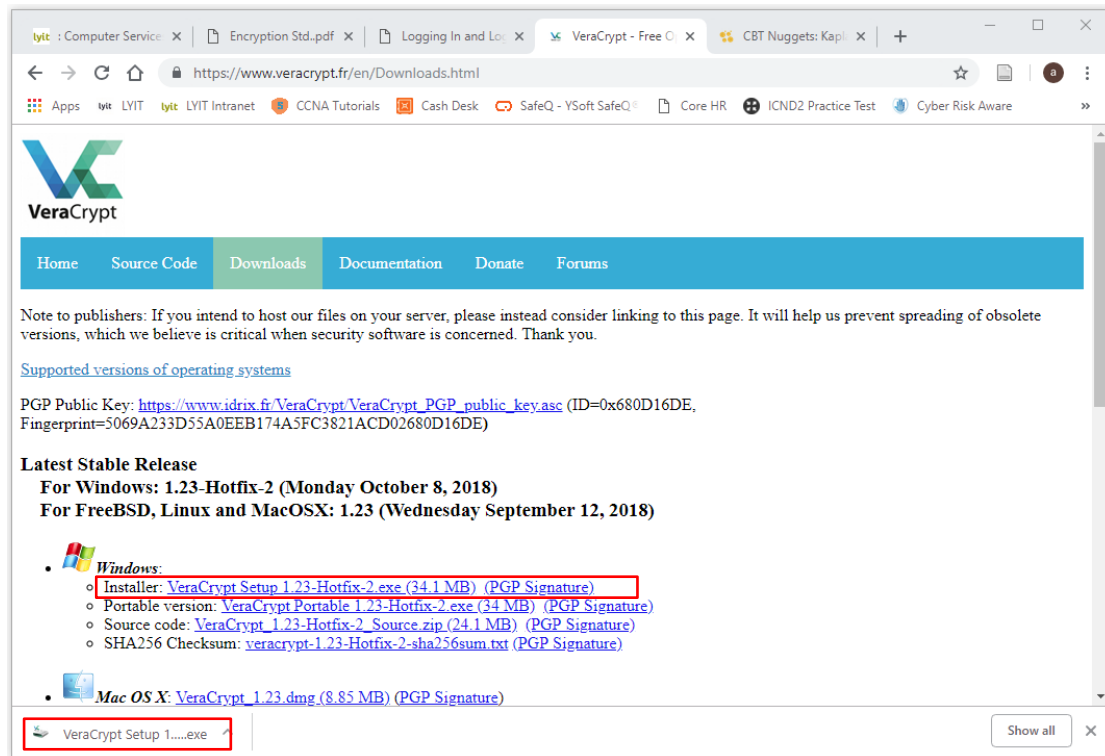 lyit : Computer Service
Encryption Std..pdf
Logging In and Log
VeraCrypt - Free O
CBT Nuggets: Kapl
https://www.veracrypt.fr/en/Downloads.html
a
Apps lyit LYIT lyit LYIT Intranet CCNA Tutorials Cash Desk SafeQ - YSoft SafeQ® Core HR ICND2 Practice Test Cyber Risk Aware »
VeraCrypt
Home Source Code Downloads Documentation Donate Forums
Note to publishers: If you intend to host our files on your server, please instead consider linking to this page. It will help us prevent spreading of obsolete
versions, which we believe is critical when security software is concerned. Thank you.
Supported versions of operating systems
PGP Public Key: https://www.idrix.fr/VeraCrypt/VeraCrypt_PGP_public_key.asc (ID=0x680D16DE,
Fingerprint=5069A233D55A0EEB174A5FC3821ACD02680D16DE)
Latest Stable Release
For Windows: 1.23-Hotfix-2 (Monday October 8, 2018)
For FreeBSD, Linux and MacOSX: 1.23 (Wednesday September 12, 2018)
Windows:
Installer: VeraCrypt Setup 1.23-Hotfix-2.exe (34.1 MB) (PGP Signature)
Portable version: VeraCrypt Portable 1.23-Hotfix-2.exe (34 MB) (PGP Signature)
Source code: VeraCrypt_1.23-Hotfix-2_Source.zip (24.1 MB) (PGP Signature)
SHA256 Checksum: veracrypt-1.23-Hotfix-2-sha256sum.txt (PGP Signature)
Mac OS X: VeraCrypt_1.23.dmg (8.85 MB) (PGP Signature)
VeraCrypt Setup 1.....exe
Show all